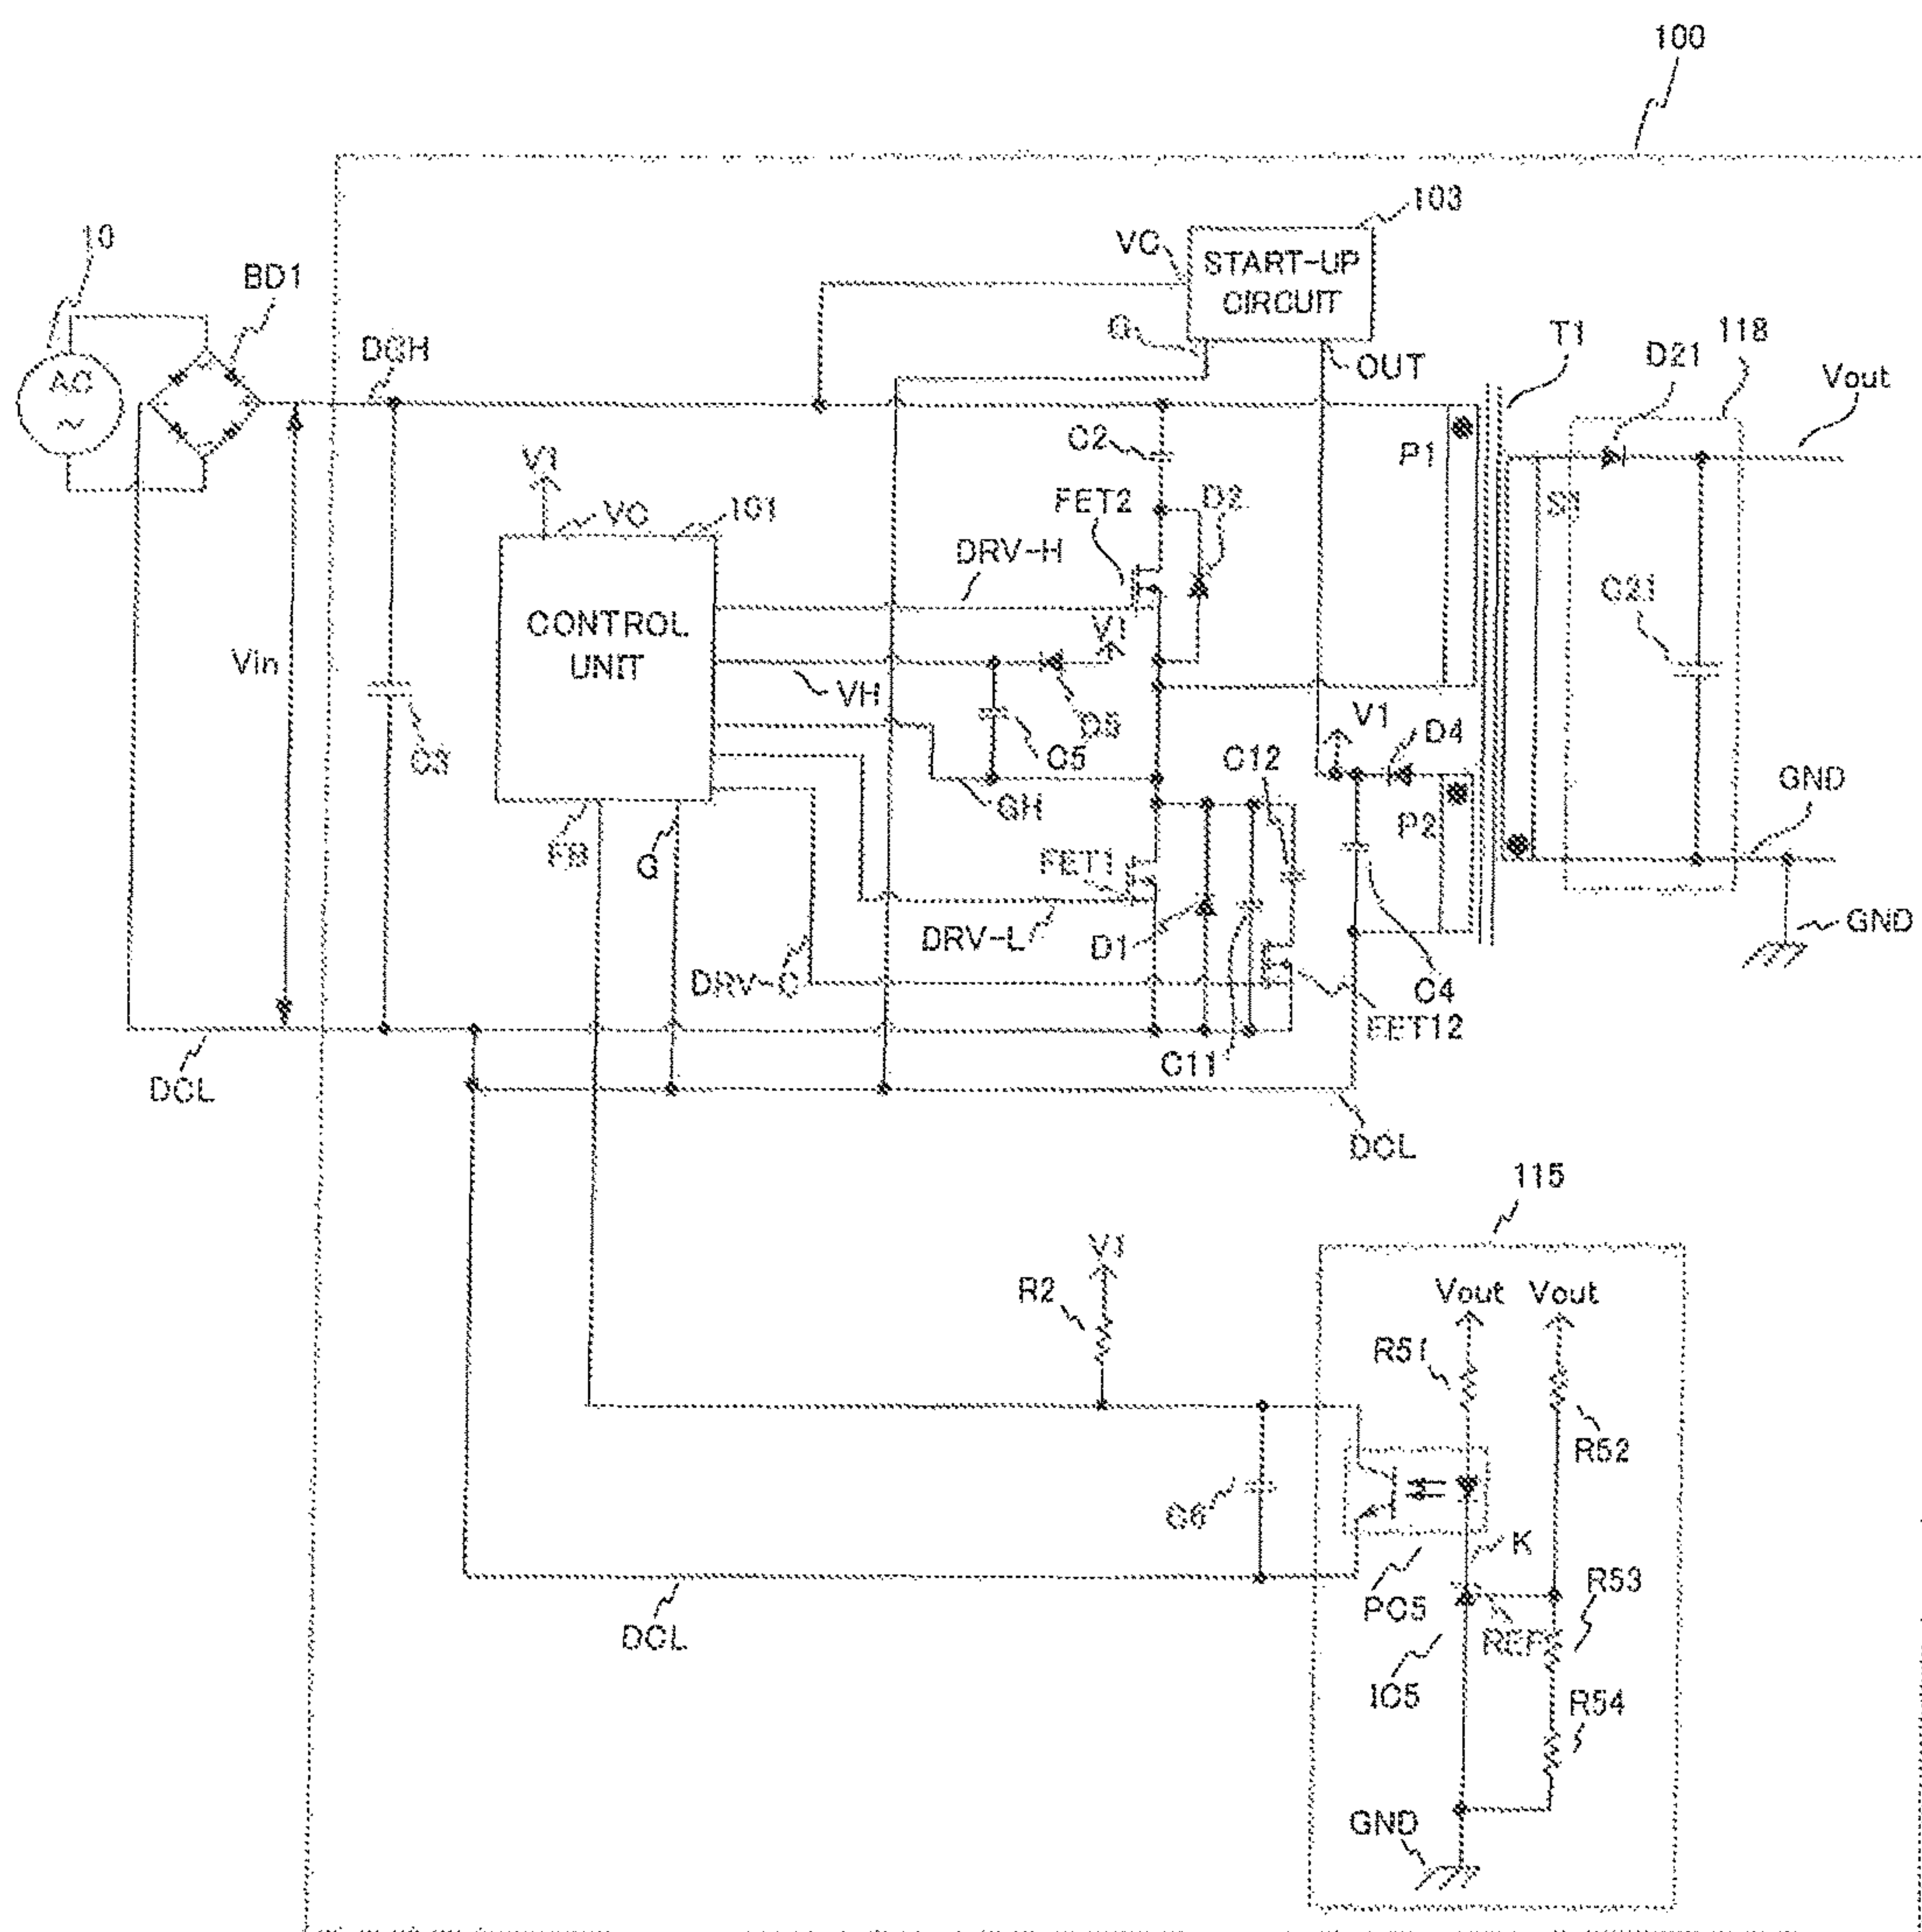 100
103
10
BD1
VC
START-UP
CIRCUIT
G
OUT
T1
118
D21
Vout
DCH
AC
~
C2
P1
V1
VC
101
FET2
D2
S1
DRV-H
C21
CONTROL
UNIT
V1
Vin
VH
C3
C5
D5
V1
D4
C12
GND
GH
P2
FB
G
FET1
DRV-L
D1
GND
DRV-C
C4
FET12
C11
DCL
DCL
115
V1
R2
Vout
Vout
R51
R52
C6
K
PC5
R53
REF
DCL
IC5
R54
GND